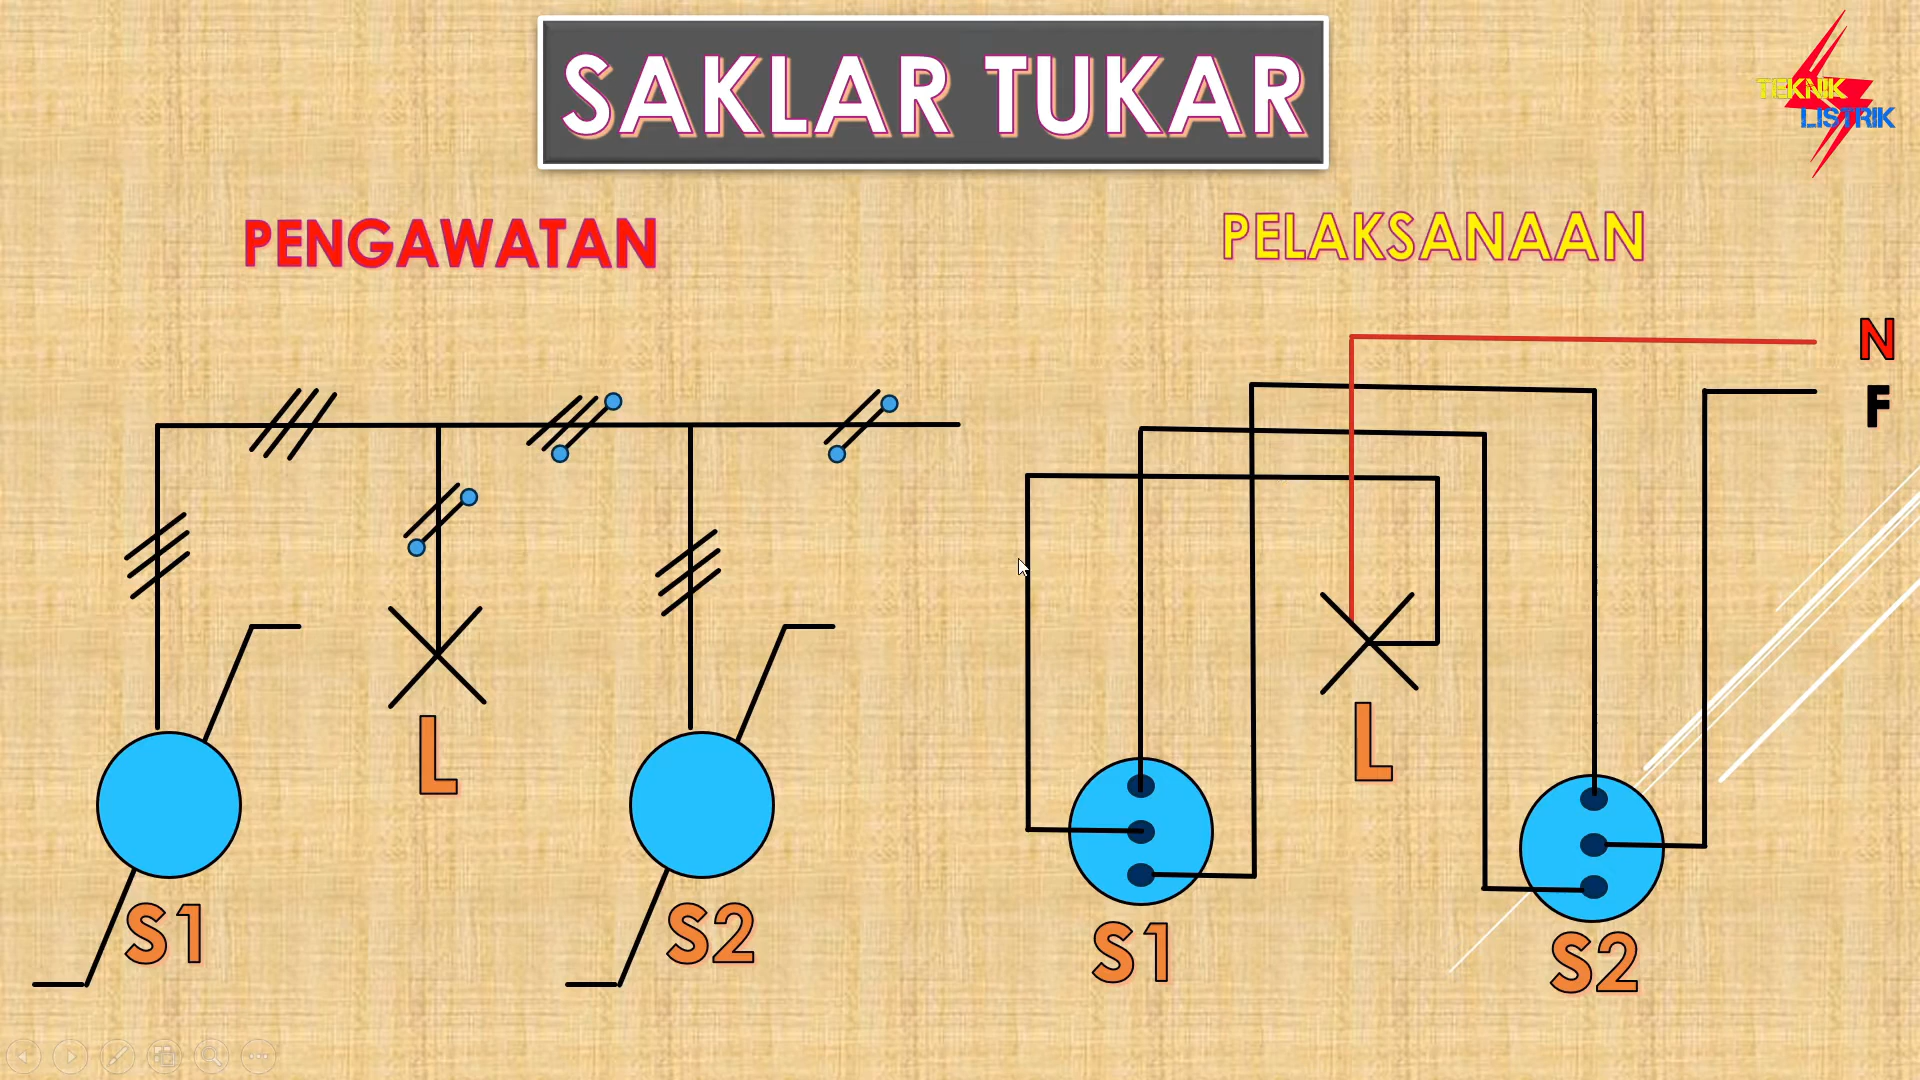 SAKLAR TUKAR
TEKNIK
LISTRIK
PENGAWATAN
PELAKSANAAN
N
F
L
L
S1
S2
S1
S2